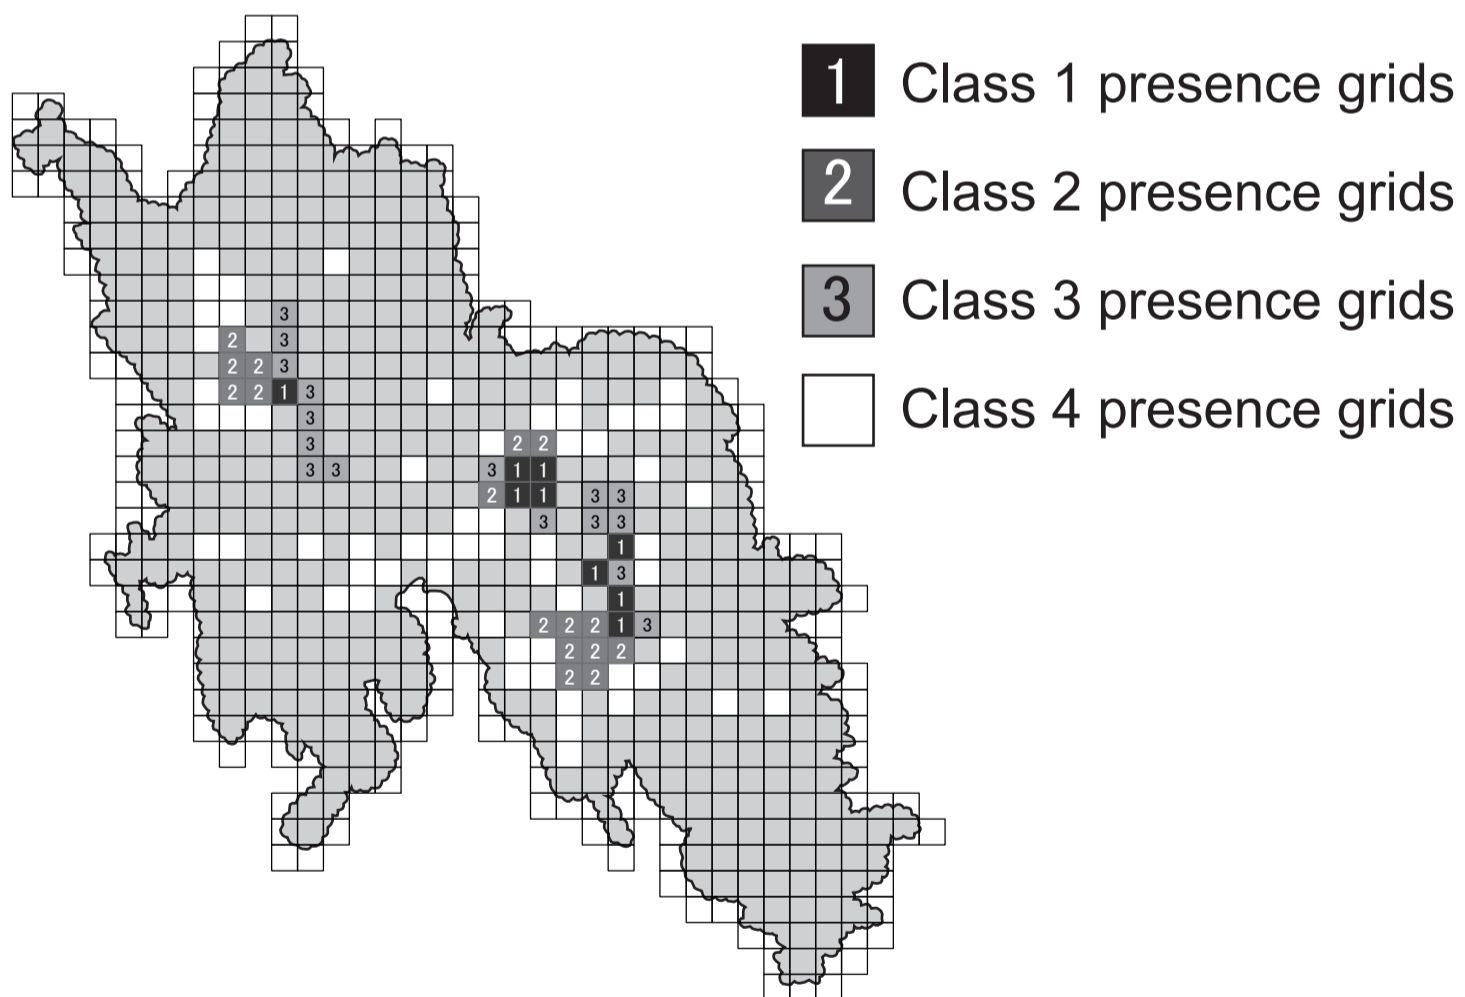 1 Class 1 presence grids
2 Class 2 presence grids
3 Class 3 presence grids
Class 4 presence grids
3
2 3
2 2 3
2 2 1 3
3
3 2 2
3 3 3 1 1
2 1 1 3 3
3 3 3
1
1 3
1
2 2 2 1 3
2 2 2
2 2